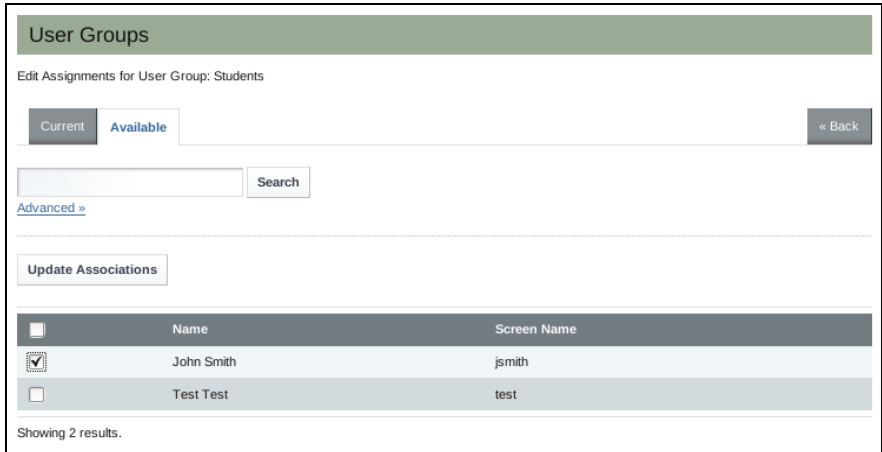 User Groups
Edit Assignments for User Group: Students
Current Available « Back
Search
Advanced »
Update Associations
Name Screen Name
John Smith jsmith
Test Test test
Showing 2 results.